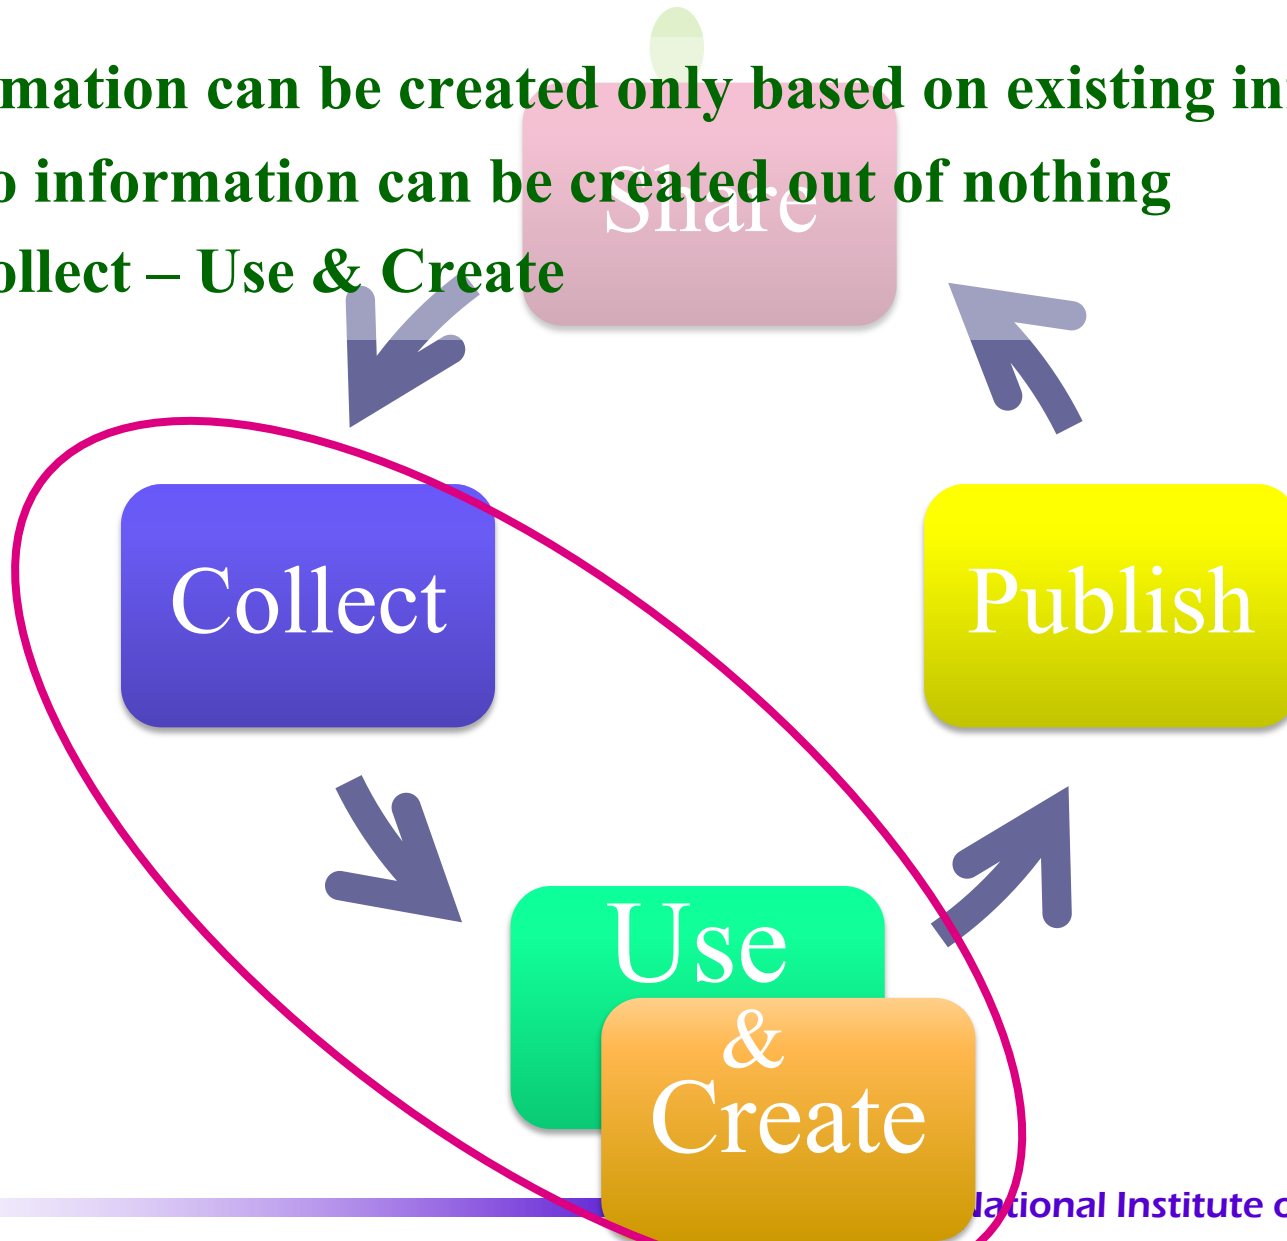 mation can be created only based on existing in
o information can be created out of nothing
Share
ollect – Use & Create
Collect
Publish
Use
&
Create
National Institute o